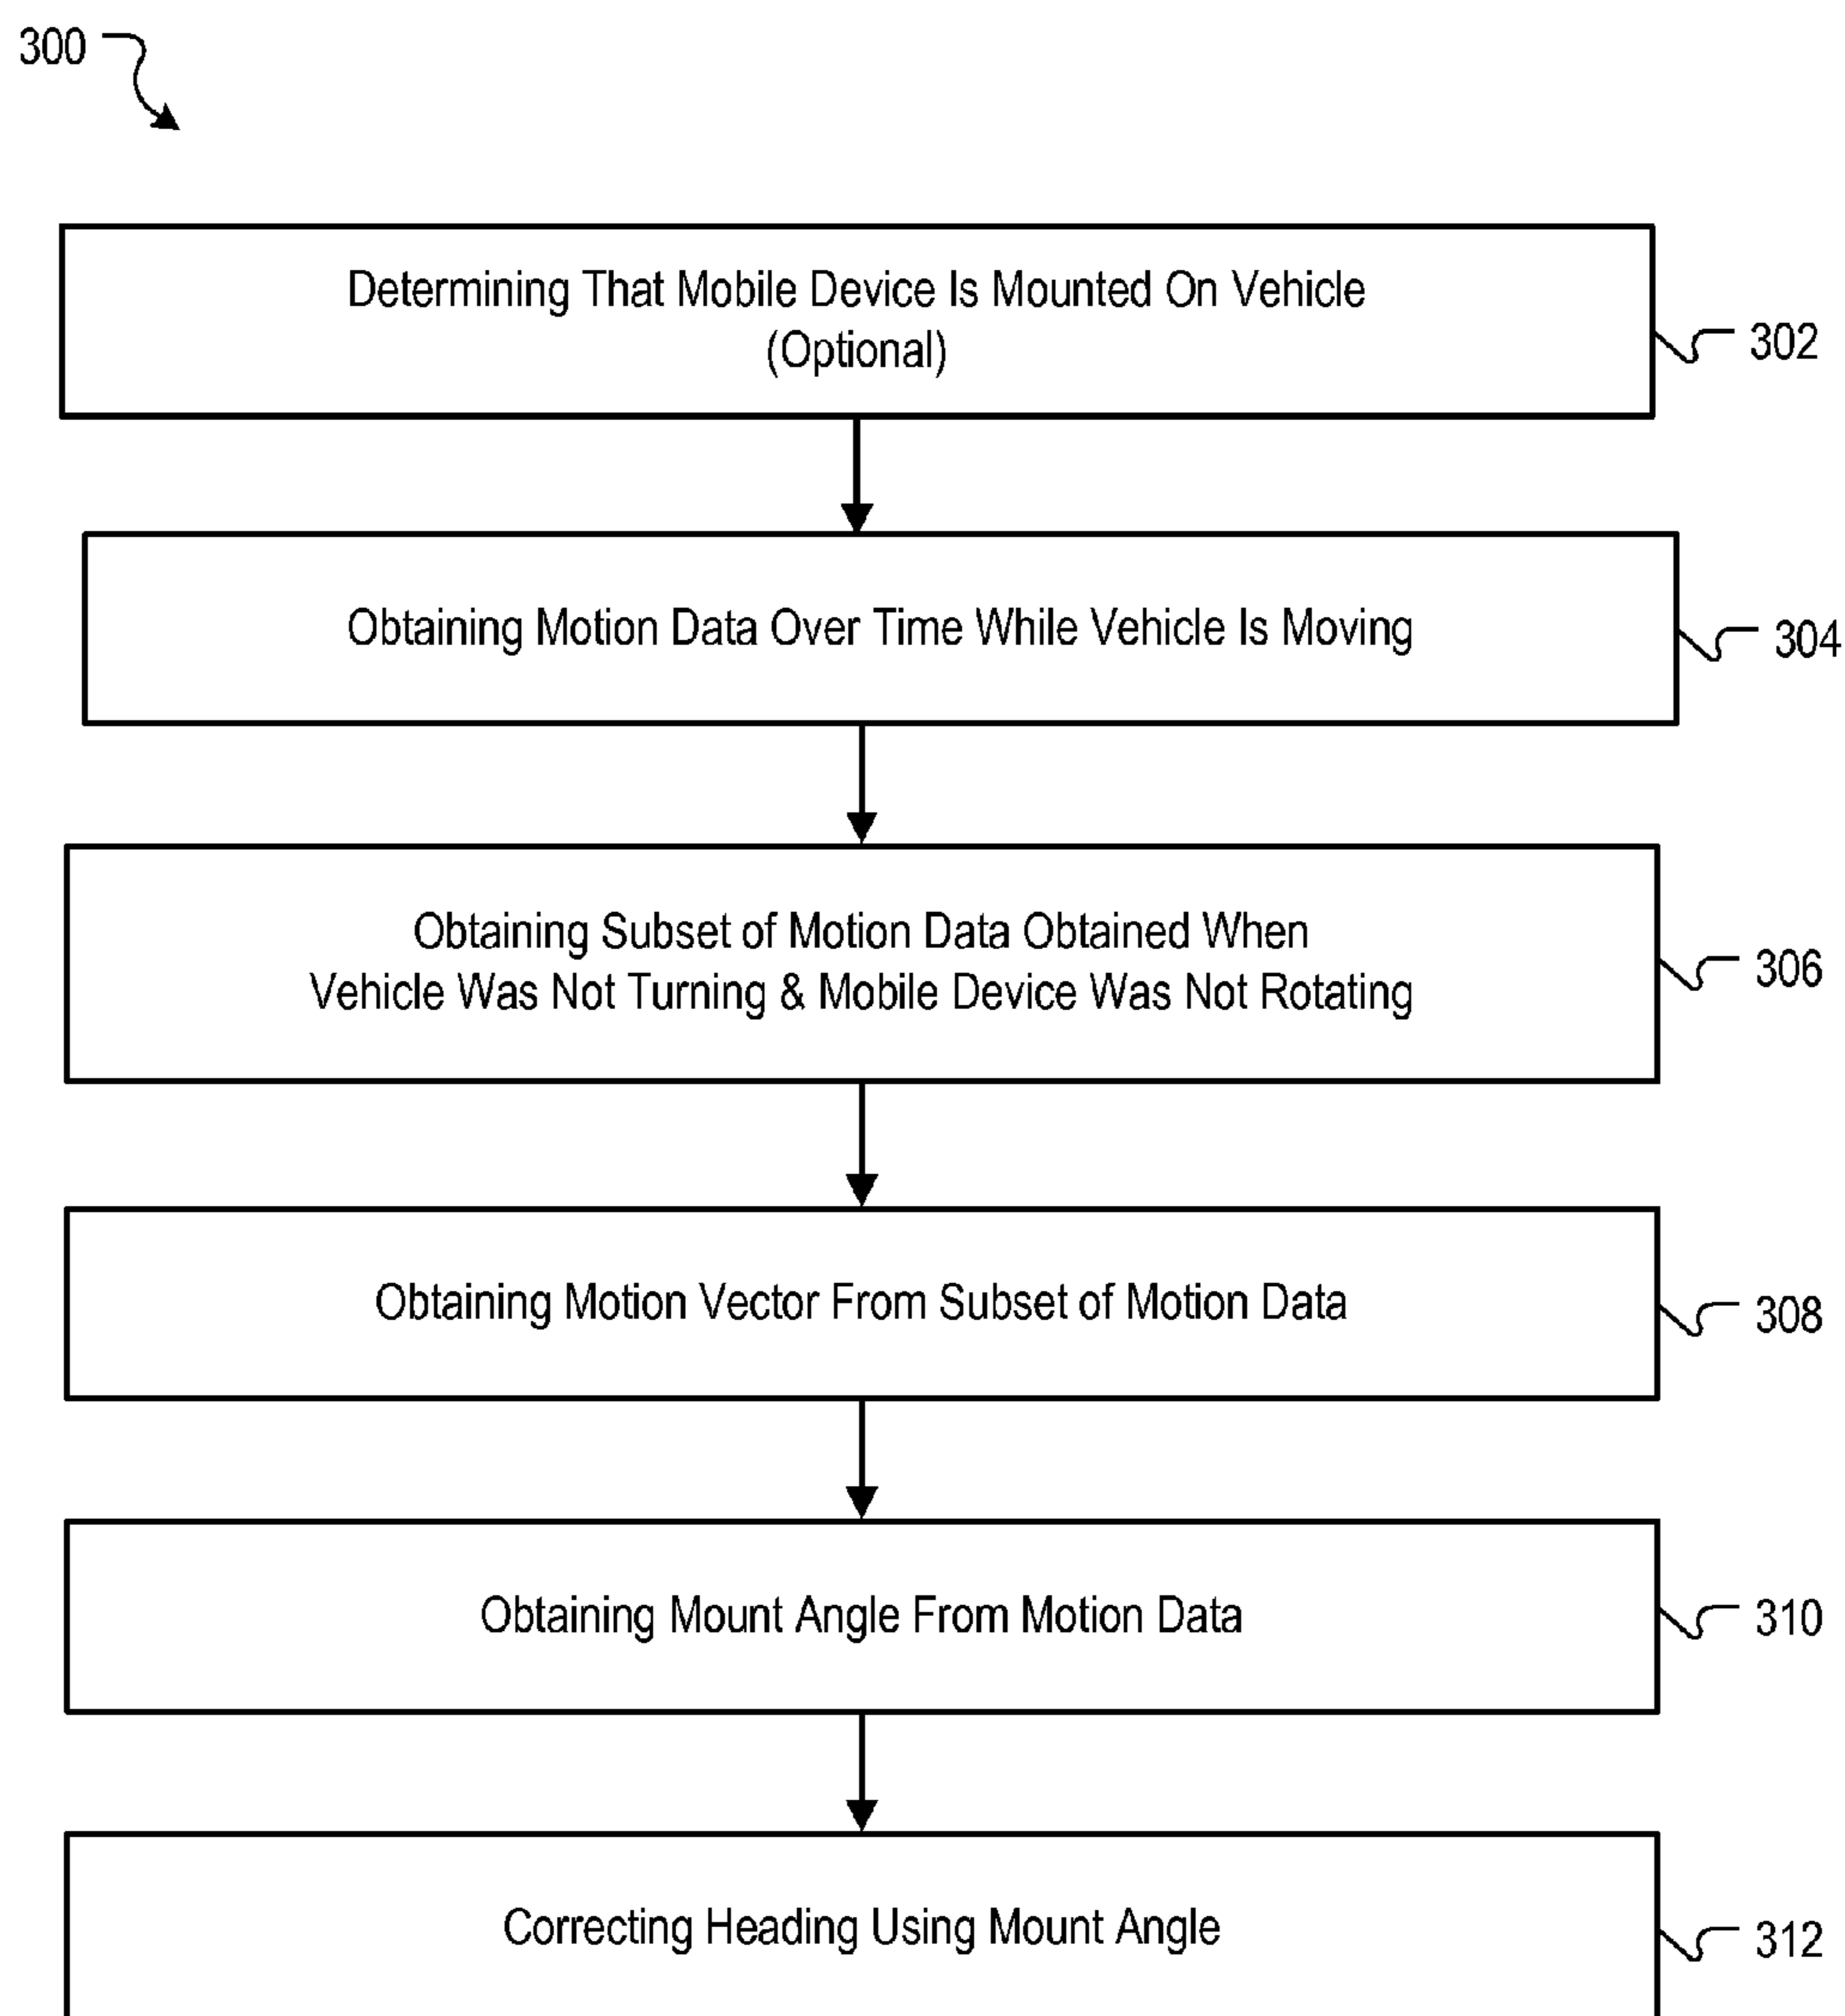 300
Determining That Mobile Device Is Mounted On Vehicle
(Optional)
302
Obtaining Motion Data Over Time While Vehicle Is Moving
304
Obtaining Subset of Motion Data Obtained When
Vehicle Was Not Turning & Mobile Device Was Not Rotating
306
Obtaining Motion Vector From Subset of Motion Data
308
Obtaining Mount Angle From Motion Data
310
Correcting Heading Using Mount Angle
312